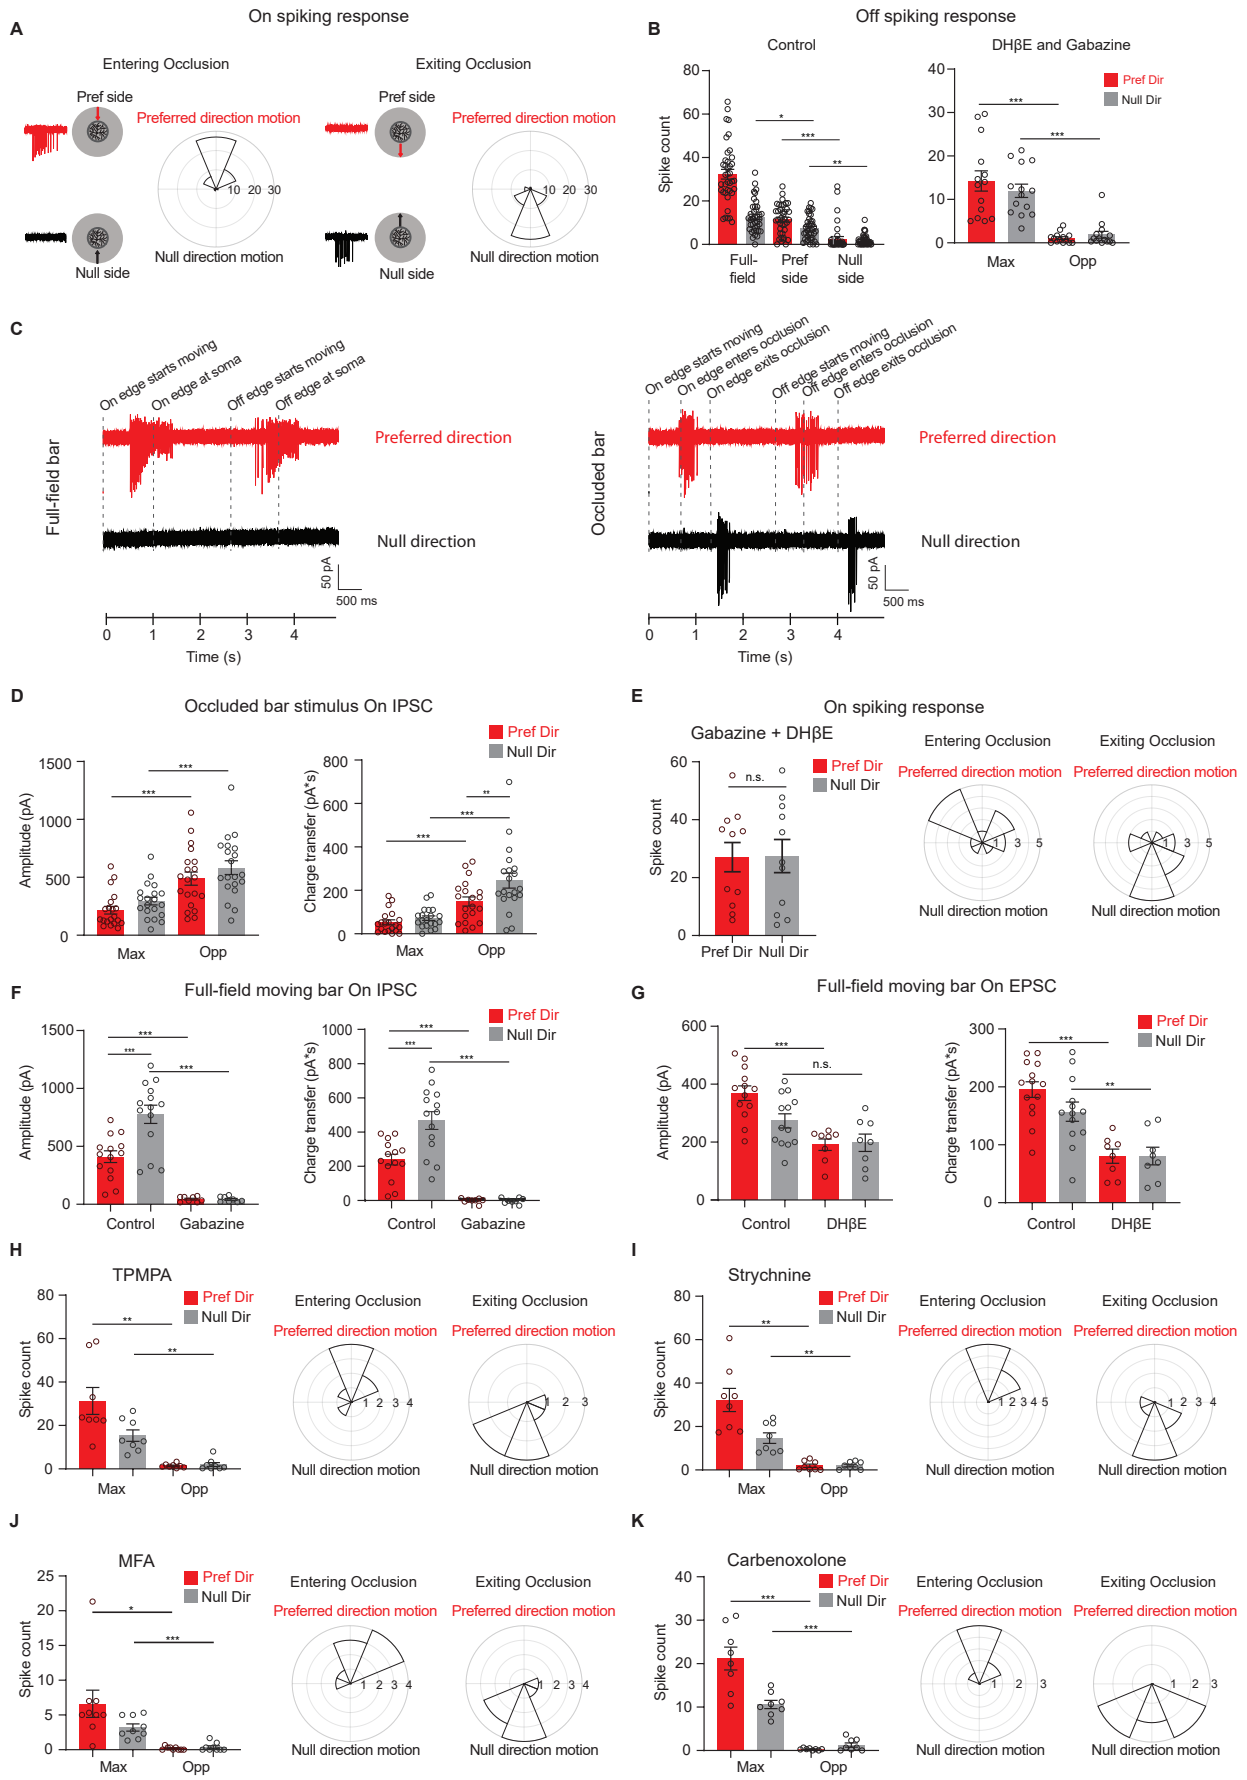 On spiking response
Off spiking response
A
B
Entering Occlusion
Exiting Occlusion
Pref side
Pref side
Preferred direction motion
Preferred direction motion
10 20 30
10 20 30
Null side
Null side
Null direction motion
Null direction motion
Control
DHβE and Gabazine
Pref Dir
Null Dir
Spike count
80
60
40
20
0
*
***
**
Full-
field
Pref
side
Null
side
40
30
20
10
0
***
***
Max
Opp
C
On edge starts moving
On edge at soma
Off edge starts moving
Off edge at soma
Full-field bar
Preferred direction
Null direction
50 pA
500 ms
0 1 2 3 4
Time (s)
On edge starts moving
On edge enters occlusion
On edge exits occlusion
Off edge starts moving
Off edge enters occlusion
Off edge exits occlusion
Occluded bar
Preferred direction
Null direction
50 pA
500 ms
0 1 2 3 4
Time (s)
D
Occluded bar stimulus On IPSC
Pref Dir
Null Dir
Amplitude (pA)
1500
1000
500
0
***
***
Max
Opp
Charge transfer (pA*s)
800
600
400
200
0
**
***
***
Max
Opp
E
On spiking response
Gabazine + DHβE
Pref Dir
Null Dir
Spike count
60
40
20
0
n.s.
Pref Dir
Null Dir
Entering Occlusion
Exiting Occlusion
Preferred direction motion
Preferred direction motion
1 3 5
1 3 5
Null direction motion
Null direction motion
F
Full-field moving bar On IPSC
Pref Dir
Null Dir
Amplitude (pA)
1500
1000
500
0
***
***
***
Control
Gabazine
Charge transfer (pA*s)
1000
800
600
400
200
0
***
***
***
Control
Gabazine
G
Full-field moving bar On EPSC
Pref Dir
Null Dir
Amplitude (pA)
600
400
200
0
***
n.s.
Control
DHβE
Charge transfer (pA*s)
300
200
100
0
***
**
Control
DHβE
H
TPMPA
Pref Dir
Null Dir
Spike count
80
60
40
20
0
**
**
Max
Opp
Entering Occlusion
Exiting Occlusion
Preferred direction motion
Preferred direction motion
1 2 3 4
1 2 3
Null direction motion
Null direction motion
I
Strychnine
Pref Dir
Null Dir
Spike count
80
60
40
20
0
**
**
Max
Opp
Entering Occlusion
Exiting Occlusion
Preferred direction motion
Preferred direction motion
1 2 3 4 5
1 2 3 4
Null direction motion
Null direction motion
J
MFA
Pref Dir
Null Dir
Spike count
25
20
15
10
5
0
*
***
Max
Opp
Entering Occlusion
Exiting Occlusion
Preferred direction motion
Preferred direction motion
1 2 3 4
1 2 3 4
Null direction motion
Null direction motion
K
Carbenoxolone
Pref Dir
Null Dir
Spike count
40
30
20
10
0
***
***
Max
Opp
Entering Occlusion
Exiting Occlusion
Preferred direction motion
Preferred direction motion
1 2 3
1 2 3
Null direction motion
Null direction motion